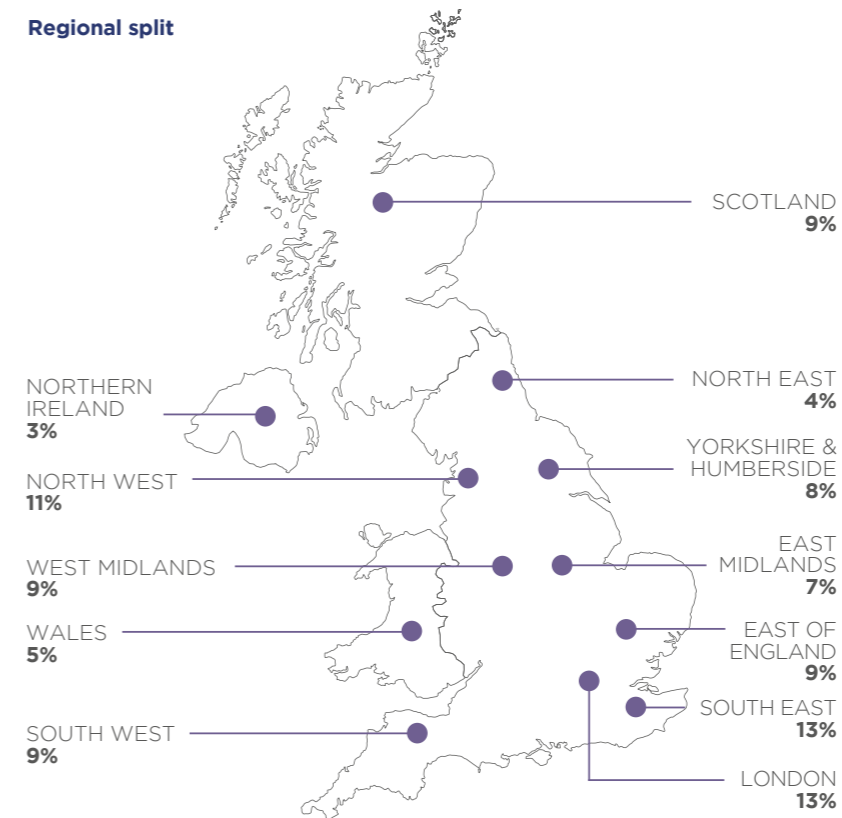 Regional split
SCOTLAND
9%
NORTH EAST
4%
NORTHERN
IRELAND
3%
YORKSHIRE &
HUMBERSIDE
8%
NORTH WEST
11%
EAST
MIDLANDS
7%
WEST MIDLANDS
9%
WALES
5%
EAST OF
ENGLAND
9%
SOUTH EAST
13%
SOUTH WEST
9%
LONDON
13%